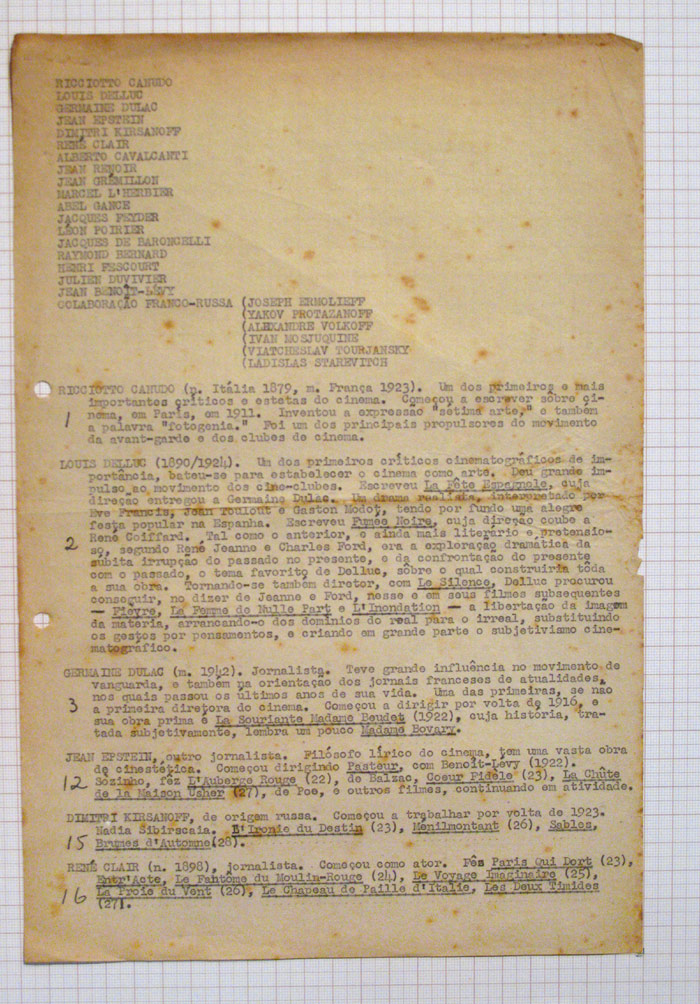 RICCIOTTO CANUDO
LOUIS DELLUC
GERMAINE DULAC
JEAN EPSTEIN
DIMITRI KIRSANOFF
RENÉ CLAIR
ALBERTO CAVALCANTI
JEAN RENOIR
JEAN GRÉMILLON
MARCEL L'HERBIER
ABEL GANCE
JACQUES FEYDER
LÉON POIRIER
JACQUES DE BARONCELLI
RAYMOND BERNARD
HENRI FESCOURT
JULIEN DUVIVIER
JEAN BENOÎT-LÉVY
COLABORAÇÃO FRANCO-RUSSA (JOSEPH ERMOLIEFF
(YAKOV PROTAZANOFF
(ALEXANDRE VOLKOFF
(IVAN MOSJUQUINE
(VIATCHESLAV TOURJANSKY
(LADISLAS STAREVITCH
RICCIOTTO CANUDO (n. Itália 1879, m. França 1923). Um dos primeiros e mais
importantes críticos e estetas do cinema. Começou a escrever sôbre ci-
nema, em Paris, em 1911. Inventou a expressão "setima arte," e também
1 a palavra "fotogenia." Foi um dos principais propulsores do movimento
da avant-garde e dos clubes de cinema.
LOUIS DELLUC (1890/1924). Um dos primeiros críticos cinematográficos de im-
portância, bateu-se para estabelecer o cinema como arte. Deu grande im-
pulso ao movimento dos cine-clubes. Escreveu La Fête Espagnole, cuja
direção entregou a Germaine Dulac. Um drama realista, interpretado por
Eve Francis, Jean Toulout e Gaston Modot, tendo por fundo uma alegre
festa popular na Espanha. Escreveu Fumée Noire, cuja direção coube a
René Coiffard. Tal como o anterior, e ainda mais literário e pretensio-
2 so, segundo René Jeanne e Charles Ford, era a exploração dramática da
subita irrupção do passado no presente, e da confrontação do presente
com o passado, o tema favorito de Delluc, sôbre o qual construiria tôda
a sua obra. Tornando-se também diretor, com Le Silence, Delluc procurou
conseguir, no dizer de Jeanne e Ford, nesse e em seus filmes subsequentes
— Fievre, La Femme de Nulle Part e L'Inondation — a libertação da imagem
da materia, arrancando-o dos domínios do real para o irreal, substituindo
os gestos por pensamentos, e criando em grande parte o subjetivismo cine-
matográfico.
GERMAINE DULAC (m. 1942). Jornalista. Teve grande influência no movimento de
vanguarda, e também na orientação dos jornais franceses de atualidades,
nos quais passou os últimos anos de sua vida. Uma das primeiras, se não
3 a primeira diretora do cinema. Começou a dirigir por volta de 1916, e
sua obra prima é La Souriante Madame Beudet (1922), cuja história, tra-
tada subjetivamente, lembra um pouco Madame Bovary.
JEAN EPSTEIN, outro jornalista. Filósofo lírico do cinema, tem uma vasta obra
de cinestética. Começou dirigindo Pasteur, com Benoît-Lévy (1922).
12 Sozinho, fêz L'Auberge Rouge (22), de Balzac, Coeur Fidèle (23), La Chûte
de la Maison Usher (27), de Poe, e outros filmes, continuando em atividade.
DIMITRI KIRSANOFF, de origem russa. Começou a trabalhar por volta de 1923.
Nadia Sibirscaia. L'Ironie du Destin (23), Ménilmontant (26), Sables,
15 Brumes d'Automne(28).
RENÉ CLAIR (n. 1898), jornalista. Começou como ator. Fês Paris Qui Dort (23),
Entr'Acte, Le Fantôme du Moulin-Rouge (24), Le Voyage Imaginaire (25),
16 La Proie du Vent (26), Le Chapeau de Paille d'Italie, Les Deux Timides
(27).